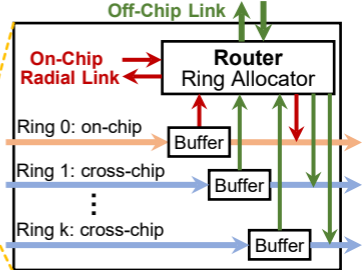 Off-Chip Link
On-Chip
Radial Link
Router
Ring Allocator
Ring 0: on-chip
Buffer
Ring 1: cross-chip
Buffer
Ring k: cross-chip
Buffer